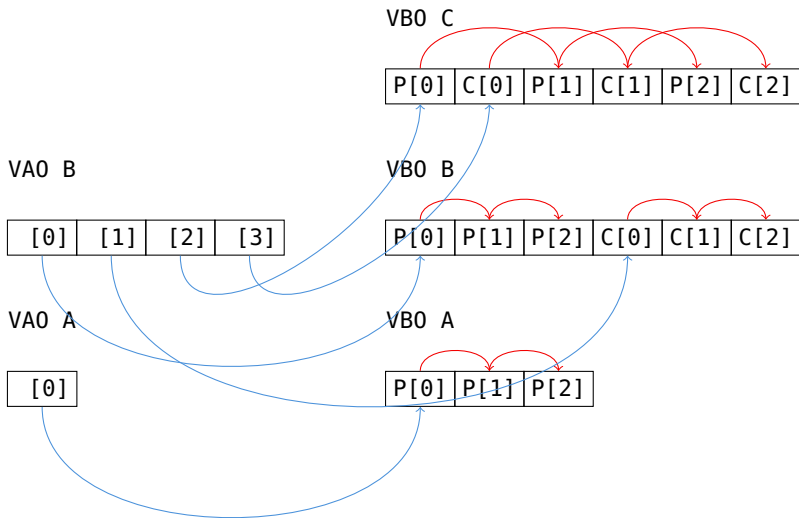 VBO C
P[0] C[0] P[1] C[1] P[2] C[2]
VAO B
VBO B
[0] [1] [2] [3]
P[0] P[1] P[2] C[0] C[1] C[2]
VAO A
VBO A
[0]
P[0] P[1] P[2]